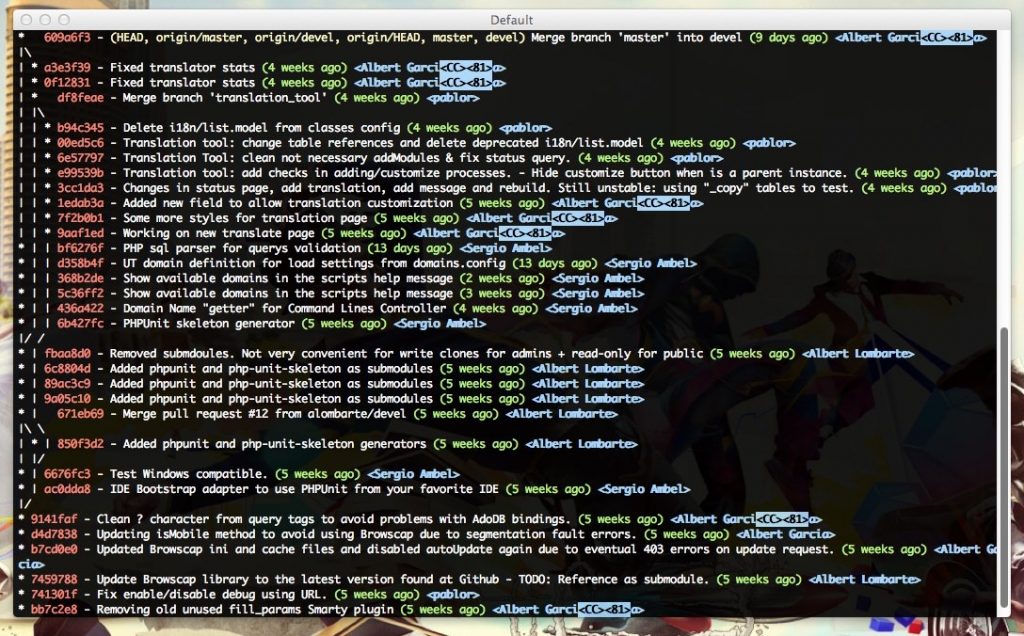 Default
* 609a6f3 - (HEAD, origin/master, origin/devel, origin/HEAD, master, devel) Merge branch 'master' into devel (9 days ago) <Albert Garci<CC><81>a>
|\
| * a3e3f39 - Fixed translator stats (4 weeks ago) <Albert Garci<CC><81>a>
| * 0f12831 - Fixed translator stats (4 weeks ago) <Albert Garci<CC><81>a>
| * df8feae - Merge branch 'translation_tool' (4 weeks ago) <pablor>
| |\
| | * b94c345 - Delete i18n/list.model from classes config (4 weeks ago) <pablor>
| | * 00ed5c6 - Translation tool: change table references and delete deprecated i18n/list.model (4 weeks ago) <pablor>
| | * 6e57797 - Translation Tool: clean not necessary addModules & fix status query. (4 weeks ago) <pablor>
| | * e99539b - Translation tool: add checks in adding/customize processes. - Hide customize button when is a parent instance. (4 weeks ago) <pablor>
| | * 3cc1da3 - Changes in status page, add translation, add message and rebuild. Still unstable: using "_copy" tables to test. (4 weeks ago) <pablor
| | * 1edab3a - Added new field to allow translation customization (5 weeks ago) <Albert Garci<CC><81>a>
| | * 7f2b0b1 - Some more styles for translation page (5 weeks ago) <Albert Garci<CC><81>a>
| | * 9aaf1ed - Working on new translate page (5 weeks ago) <Albert Garci<CC><81>a>
* | | bf6276f - PHP sql parser for querys validation (13 days ago) <Sergio Ambel>
* | | d358b4f - UT domain definition for load settings from domains.config (13 days ago) <Sergio Ambel>
* | | 368b2de - Show available domains in the scripts help message (2 weeks ago) <Sergio Ambel>
* | | 5c36ff2 - Show available domains in the scripts help message (3 weeks ago) <Sergio Ambel>
* | | 436a422 - Domain Name "getter" for Command Lines Controller (4 weeks ago) <Sergio Ambel>
* | | 6b427fc - PHPUnit skeleton generator (5 weeks ago) <Sergio Ambel>
|/ /
* | fbaa8d0 - Removed submdoules. Not very convenient for write clones for admins + read-only for public (5 weeks ago) <Albert Lombarte>
* | 6c8804d - Added phpunit and php-unit-skeleton as submodules (5 weeks ago) <Albert Lombarte>
* | 89ac3c9 - Added phpunit and php-unit-skeleton as submodules (5 weeks ago) <Albert Lombarte>
* | 9a05c10 - Added phpunit and php-unit-skeleton as submodules (5 weeks ago) <Albert Lombarte>
* | 671eb69 - Merge pull request #12 from alombarte/devel (5 weeks ago) <Albert Lombarte>
|\ \
| * | 850f3d2 - Added phpunit and php-unit-skeleton generators (5 weeks ago) <Albert Lombarte>
| |/
* | 6676fc3 - Test Windows compatible. (5 weeks ago) <Sergio Ambel>
* | ac0dda8 - IDE Bootstrap adapter to use PHPUnit from your favorite IDE (5 weeks ago) <Sergio Ambel>
|/
* 9141faf - Clean ? character from query tags to avoid problems with AdoDB bindings. (5 weeks ago) <Albert Garci<CC><81>a>
* d4d7838 - Updating isMobile method to avoid using Browscap due to segmentation fault errors. (5 weeks ago) <Albert Garcia>
* b7cd0e0 - Updated Browscap ini and cache files and disabled autoUpdate again due to eventual 403 errors on update request. (5 weeks ago) <Albert Gar
cia>
* 7459788 - Update Browscap library to the latest version found at Github - TODO: Reference as submodule. (5 weeks ago) <Albert Lombarte>
* 741301f - Fix enable/disable debug using URL. (5 weeks ago) <pablor>
* bb7c2e8 - Removing old unused fill_params Smarty plugin (5 weeks ago) <Albert Garci<CC><81>a>